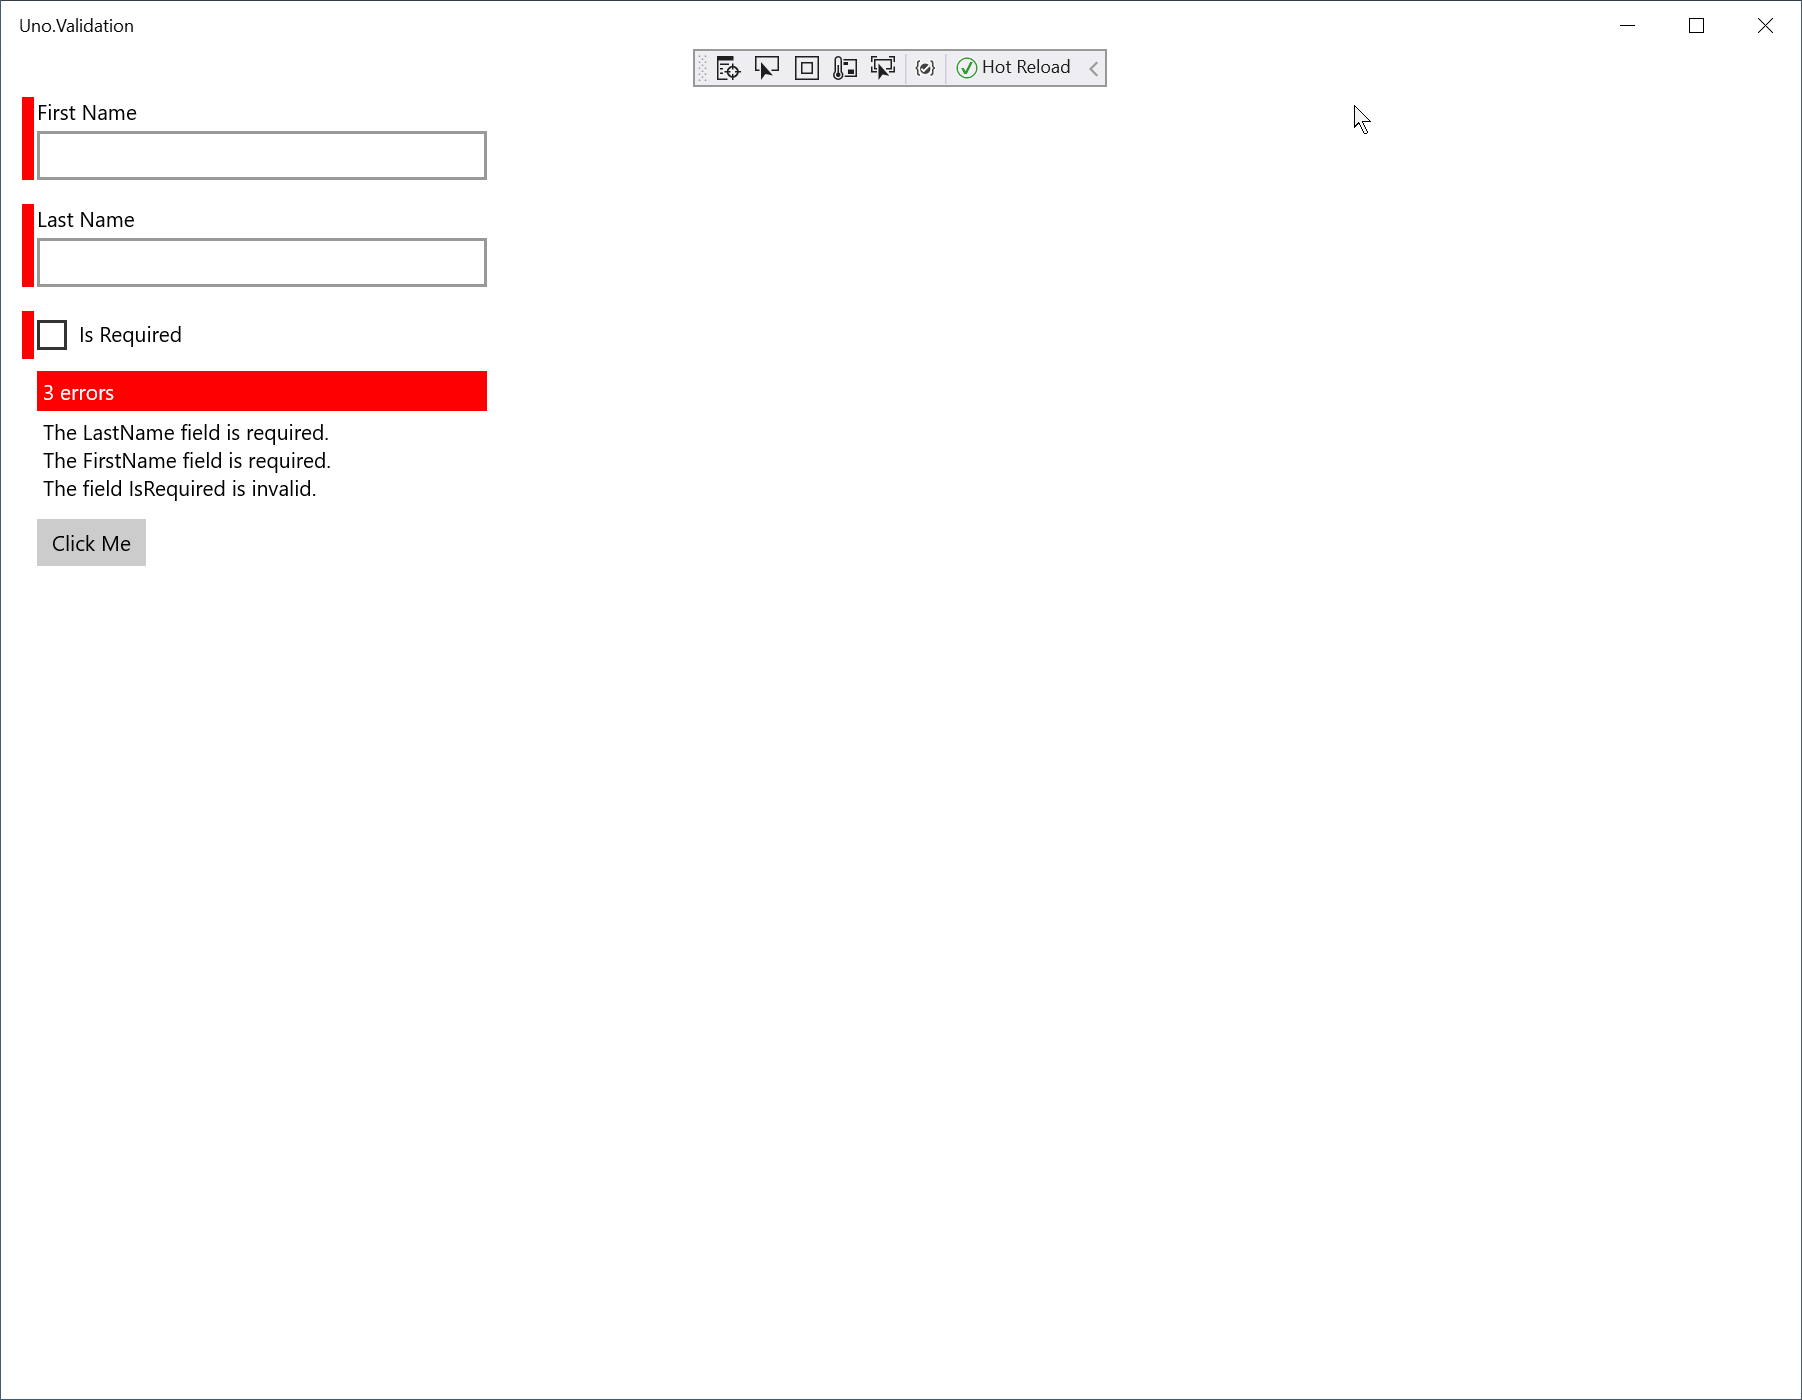 Uno.Validation
Hot Reload
First Name
Last Name
Is Required
3 errors
The LastName field is required.
The FirstName field is required.
The field IsRequired is invalid.
Click Me